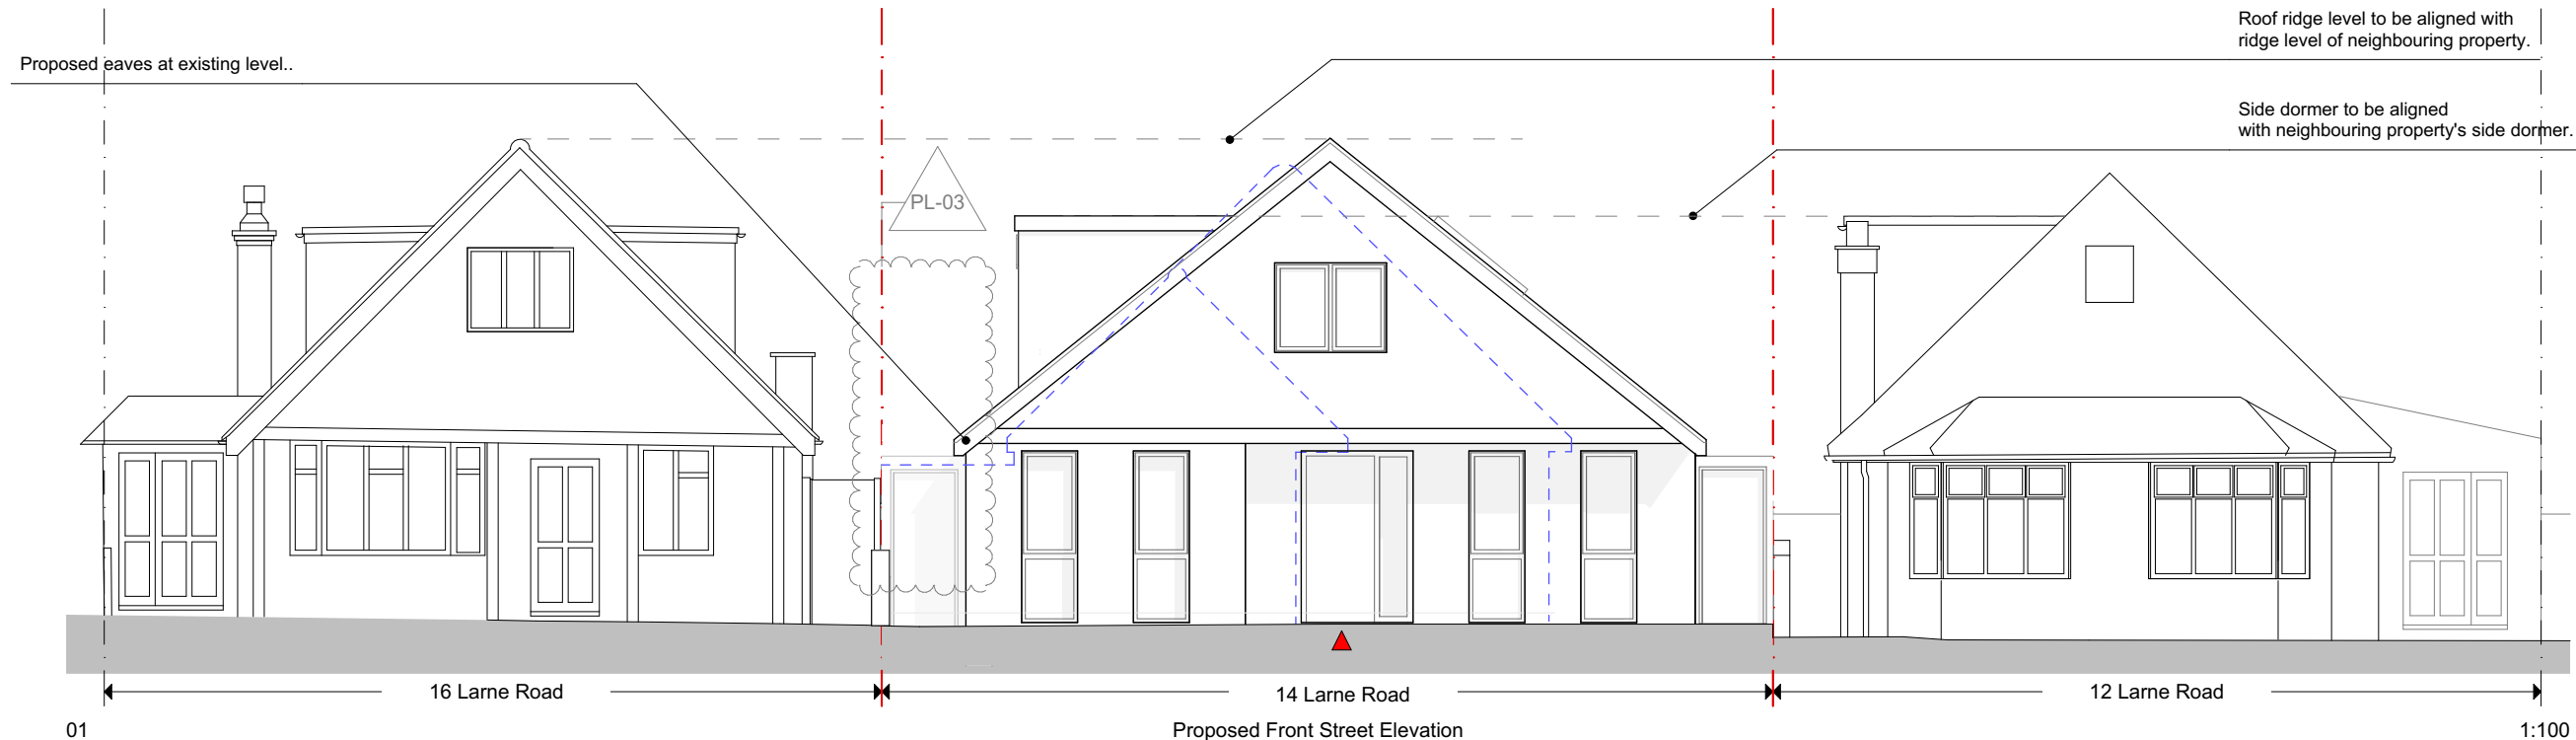 Roof ridge level to be aligned with
ridge level of neighbouring property.
Proposed eaves at existing level..
Side dormer to be aligned
with neighbouring property's side dormer.
PL-03
16 Larne Road
14 Larne Road
12 Larne Road
01
Proposed Front Street Elevation
1:100